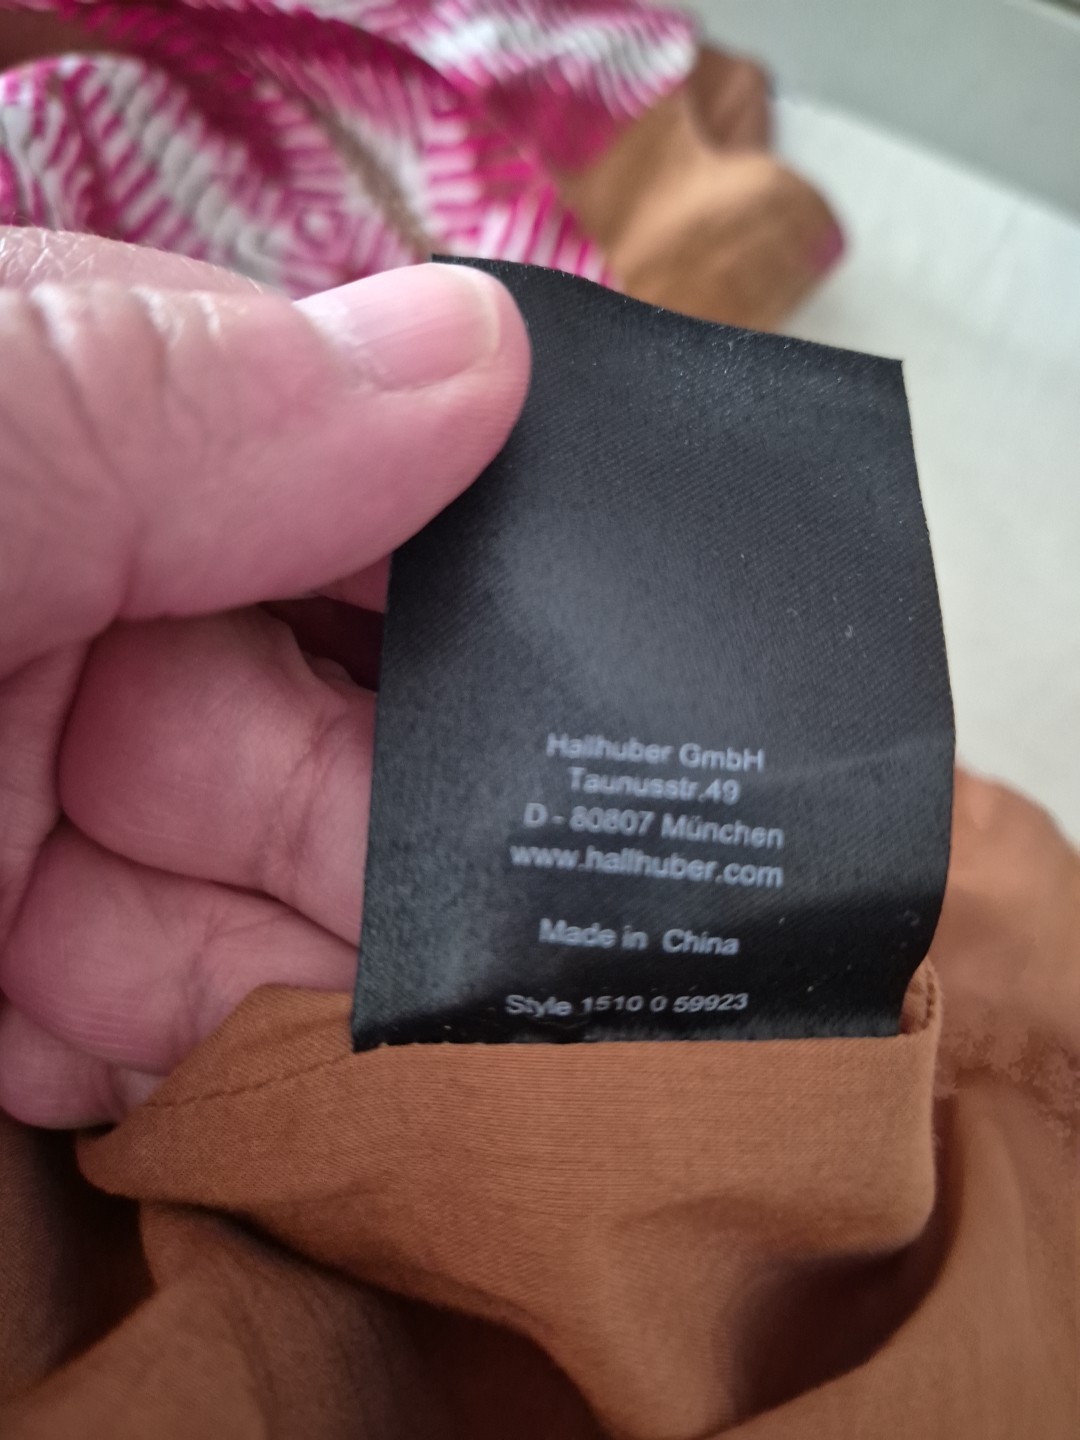 Hallhuber GmbH
Taunusstr.49
D - 80807 München
www.hallhuber.com
Made in China
Style 1510 0 59923